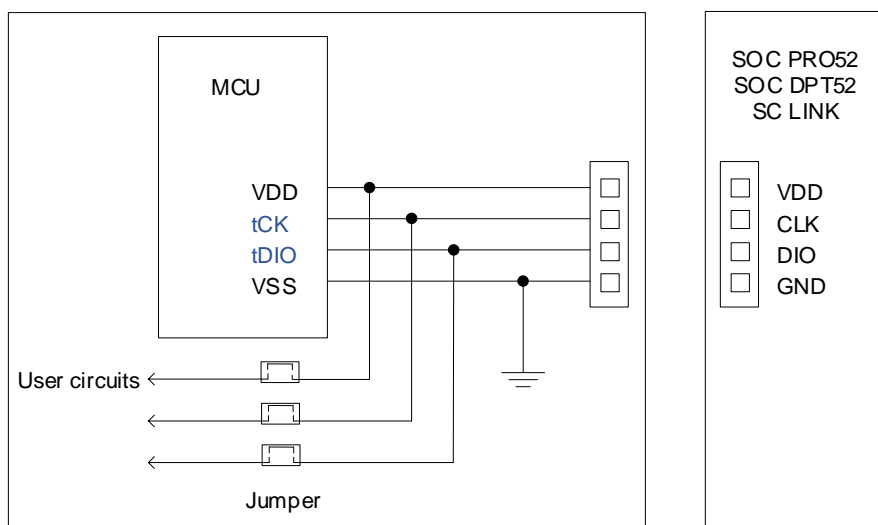 MCU
VDD
tCK
tDIO
VSS
User circuits
Jumper
SOC PRO52
SOC DPT52
SC LINK
VDD
CLK
DIO
GND